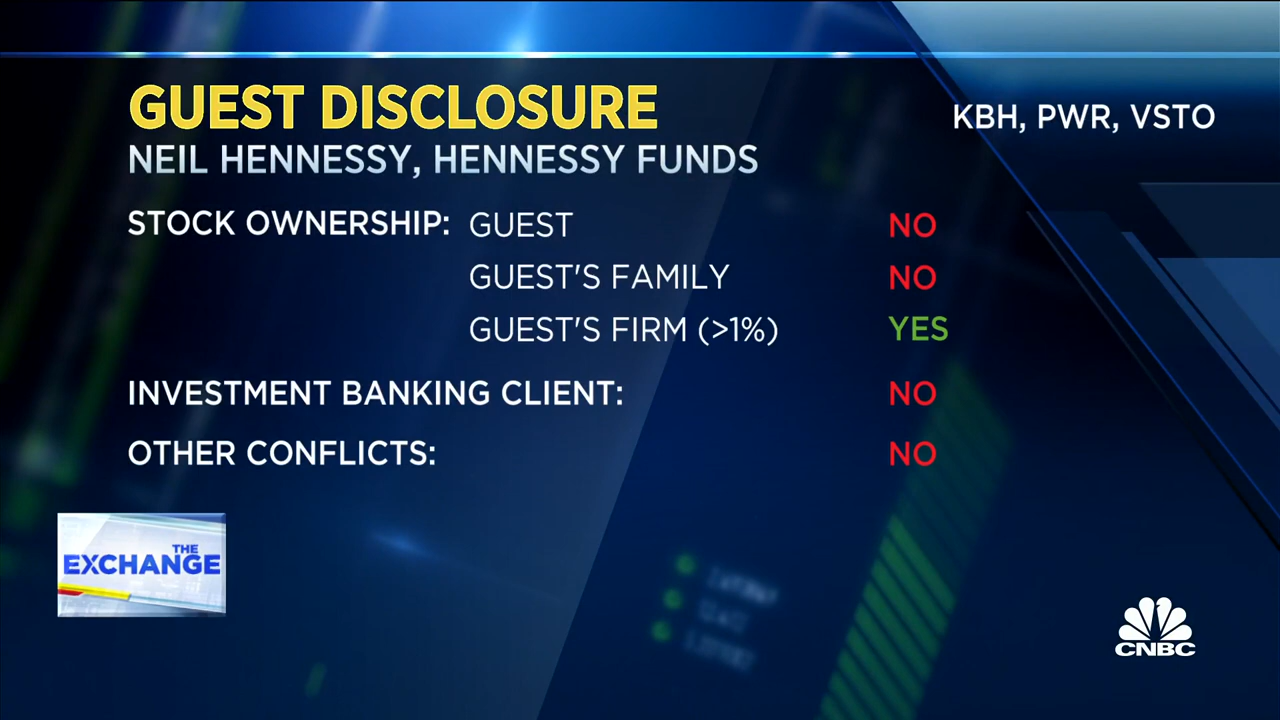 GUEST DISCLOSURE
KBH, PWR, VSTO
NEIL HENNESSY, HENNESSY FUNDS
STOCK OWNERSHIP: GUEST NO
GUEST'S FAMILY NO
GUEST'S FIRM (>1%) YES
INVESTMENT BANKING CLIENT: NO
OTHER CONFLICTS: NO
THE
EXCHANGE
CNBC